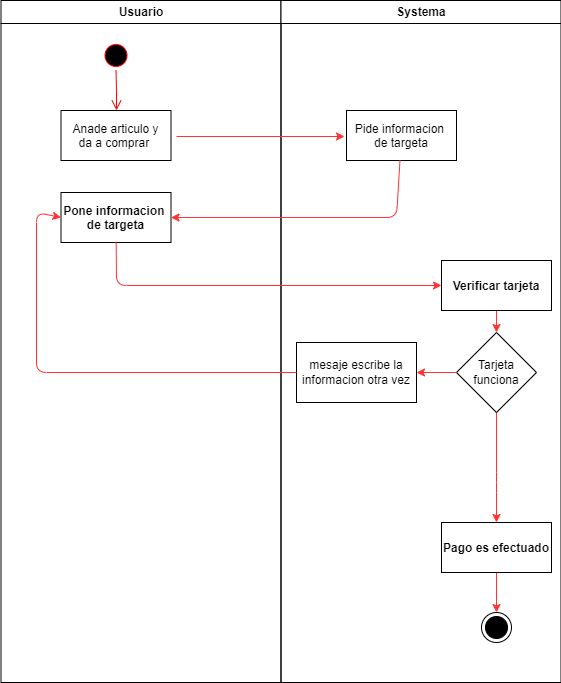 Usuario
Systema
Anade articulo y
da a comprar
Pide informacion
de targeta
Pone informacion
de targeta
Verificar tarjeta
Tarjeta
funciona
mesaje escribe la
informacion otra vez
Pago es efectuado